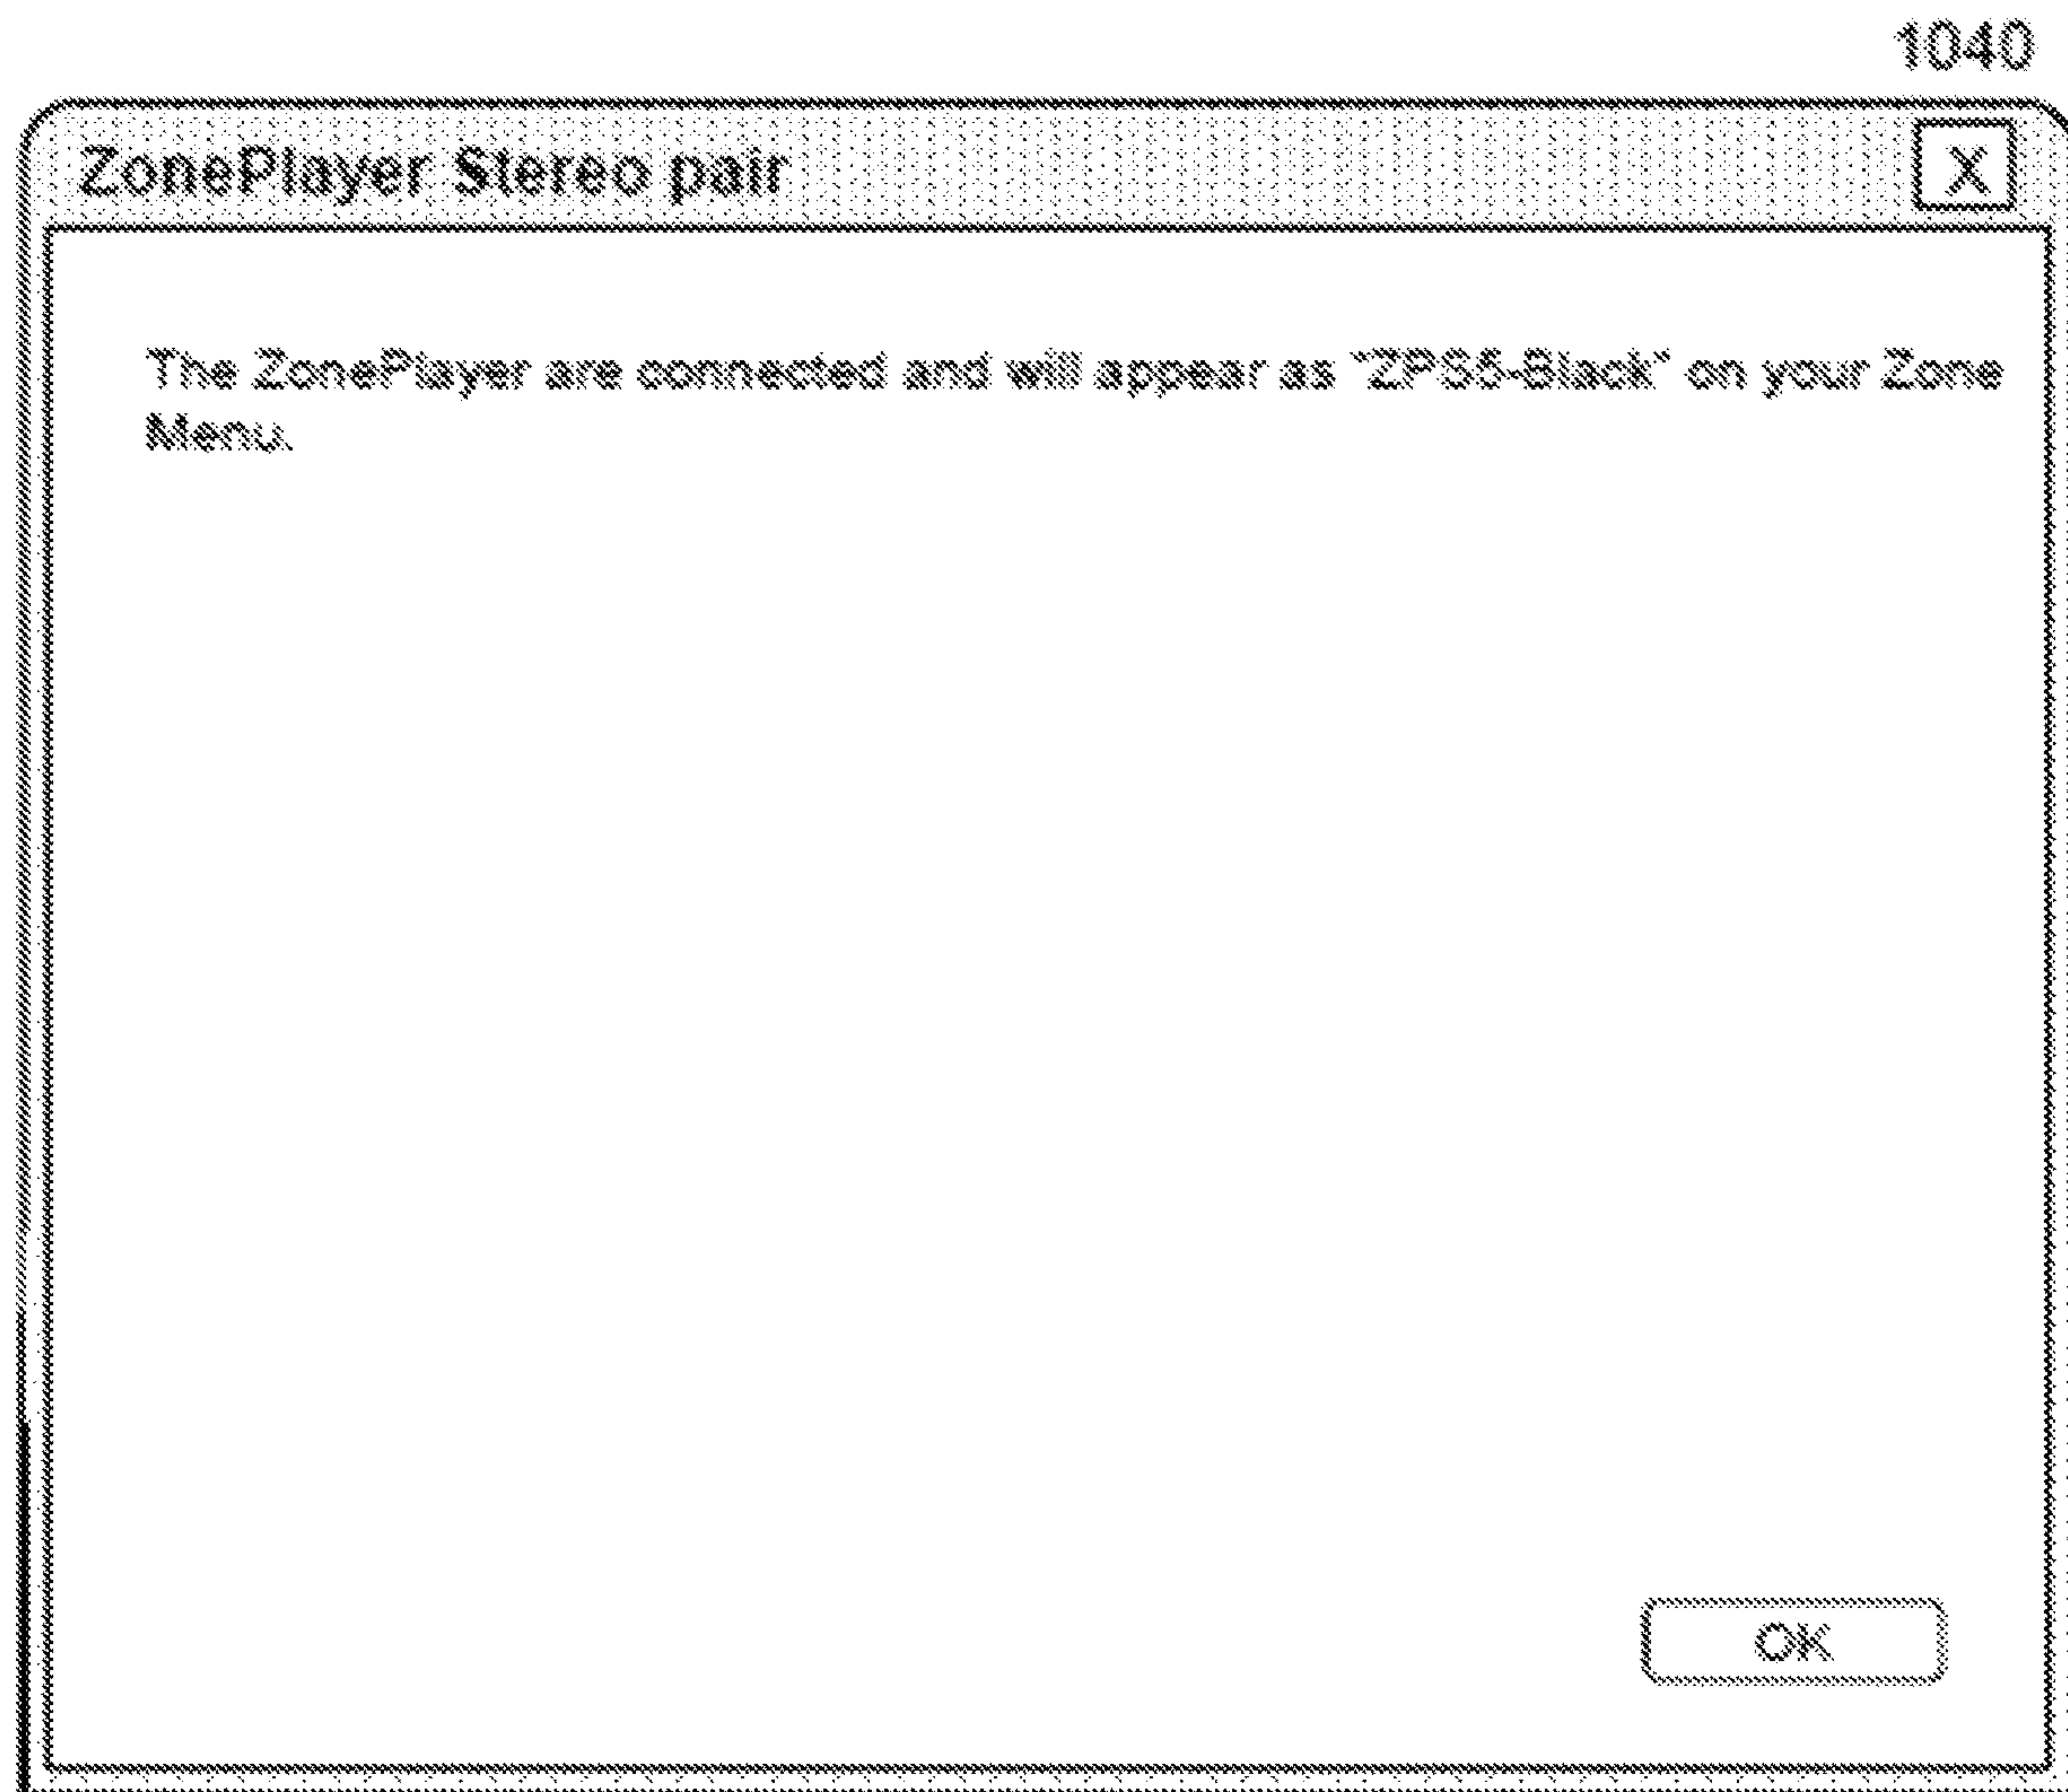 1040
ZonePlayer Stereo pair
X
The ZonePlayer are connected and will appear as "ZPS5-Black" on your Zone
Menu.
OK